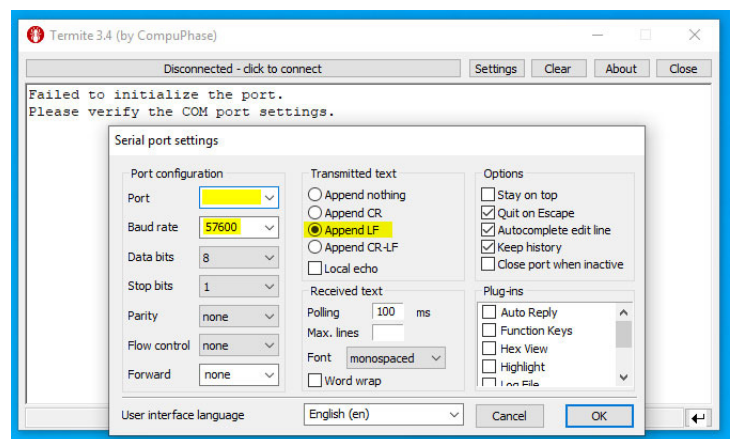 Termite 3.4 (by CompuPhase)
Disconnected - click to connect
Settings
Clear
About
Close
Failed to initialize the port.
Please verify the COM port settings.
Serial port settings
Port configuration
Port
Baud rate 57600
Data bits 8
Stop bits 1
Parity none
Flow control none
Forward none
Transmitted text
Append nothing
Append CR
Append LF
Append CR-LF
Local echo
Received text
Polling 100 ms
Max. lines
Font monospaced
Word wrap
Options
Stay on top
Quit on Escape
Autocomplete edit line
Keep history
Close port when inactive
Plug-ins
Auto Reply
Function Keys
Hex View
Highlight
Log File
User interface language English (en)
Cancel
OK